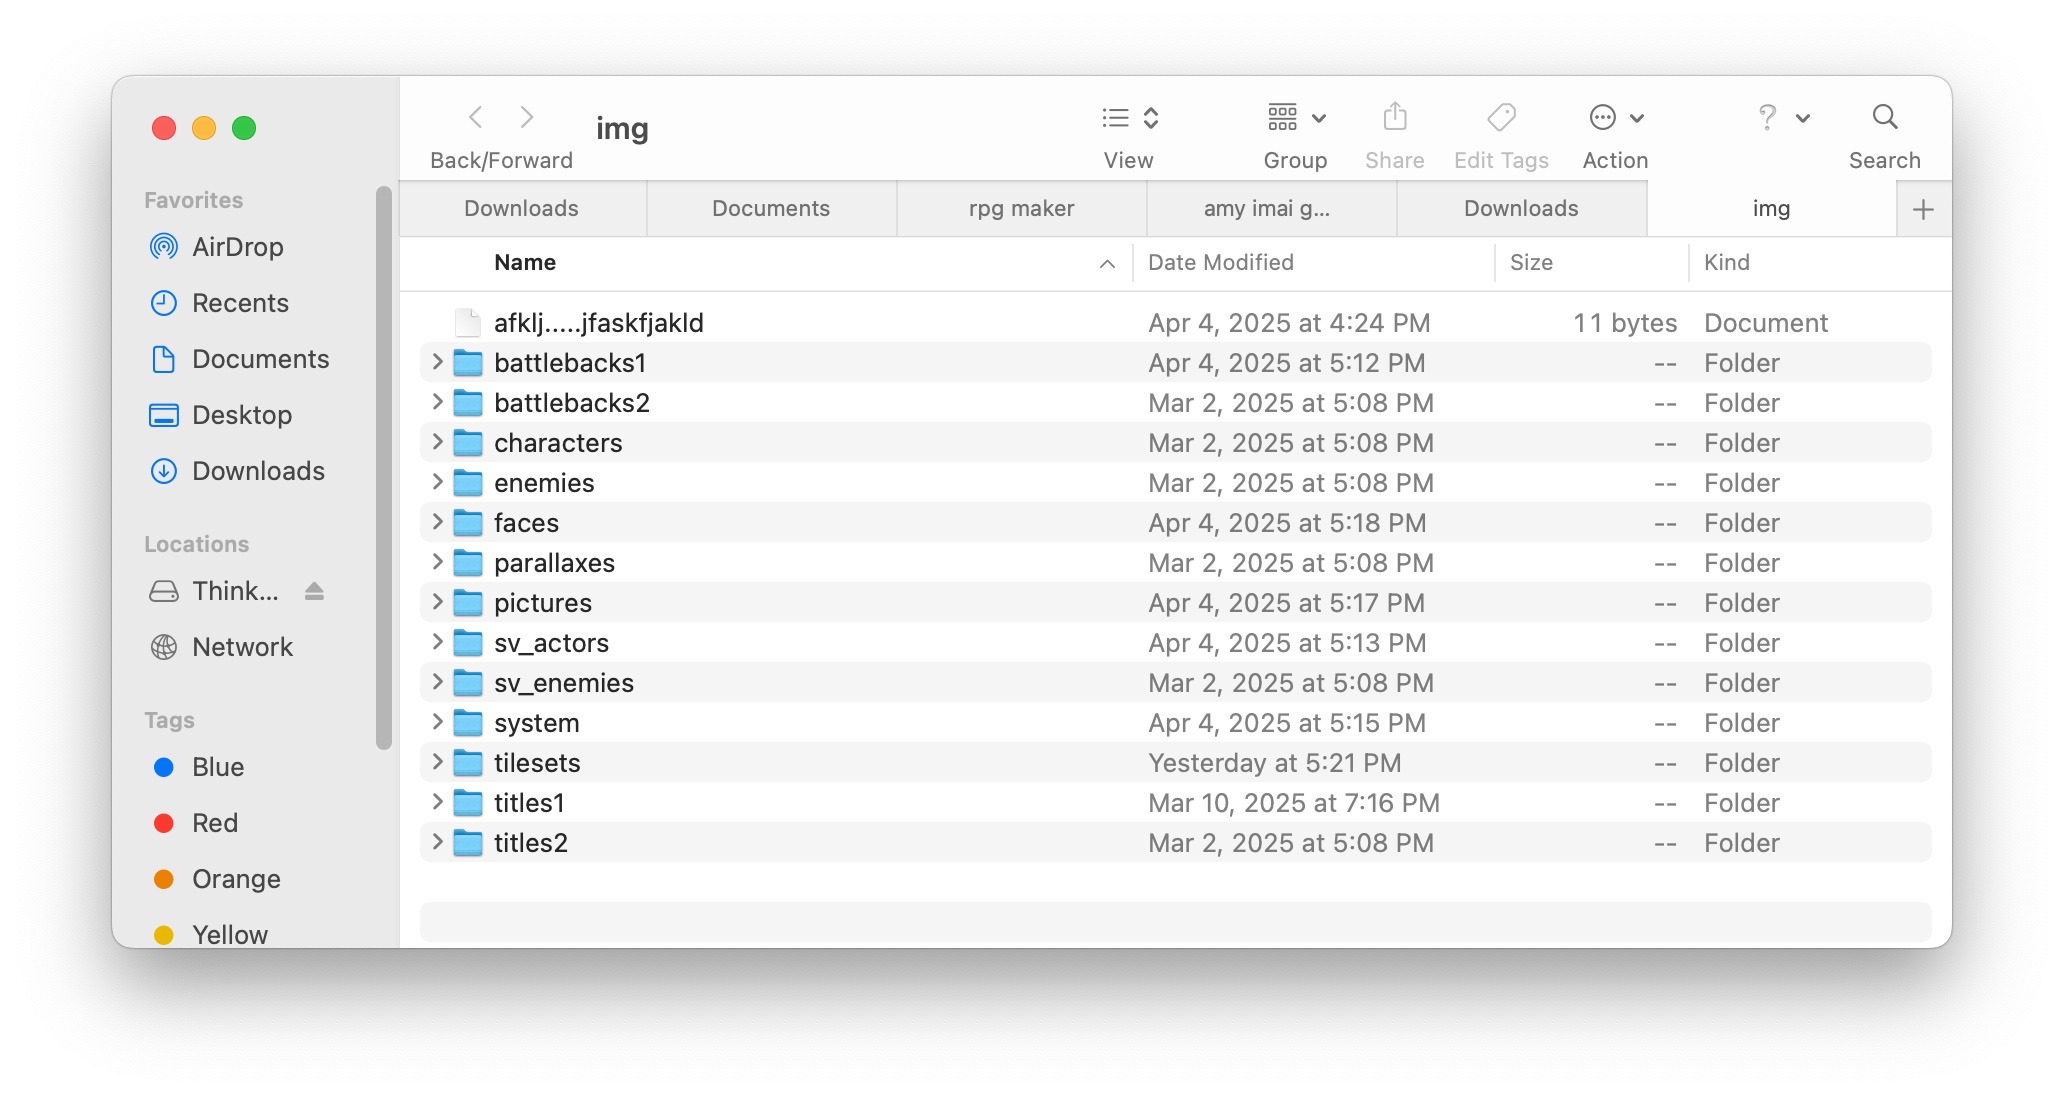 img
Back/Forward
View
Group
Share
Edit Tags
Action
?
Search
Favorites
AirDrop
Recents
Documents
Desktop
Downloads
Locations
Think...
Network
Tags
Blue
Red
Orange
Yellow
Downloads Documents rpg maker amy imai g... Downloads img +
Name Date Modified Size Kind
afklj.....jfaskfjakld Apr 4, 2025 at 4:24 PM 11 bytes Document
battlebacks1 Apr 4, 2025 at 5:12 PM -- Folder
battlebacks2 Mar 2, 2025 at 5:08 PM -- Folder
characters Mar 2, 2025 at 5:08 PM -- Folder
enemies Mar 2, 2025 at 5:08 PM -- Folder
faces Apr 4, 2025 at 5:18 PM -- Folder
parallaxes Mar 2, 2025 at 5:08 PM -- Folder
pictures Apr 4, 2025 at 5:17 PM -- Folder
sv_actors Apr 4, 2025 at 5:13 PM -- Folder
sv_enemies Mar 2, 2025 at 5:08 PM -- Folder
system Apr 4, 2025 at 5:15 PM -- Folder
tilesets Yesterday at 5:21 PM -- Folder
titles1 Mar 10, 2025 at 7:16 PM -- Folder
titles2 Mar 2, 2025 at 5:08 PM -- Folder